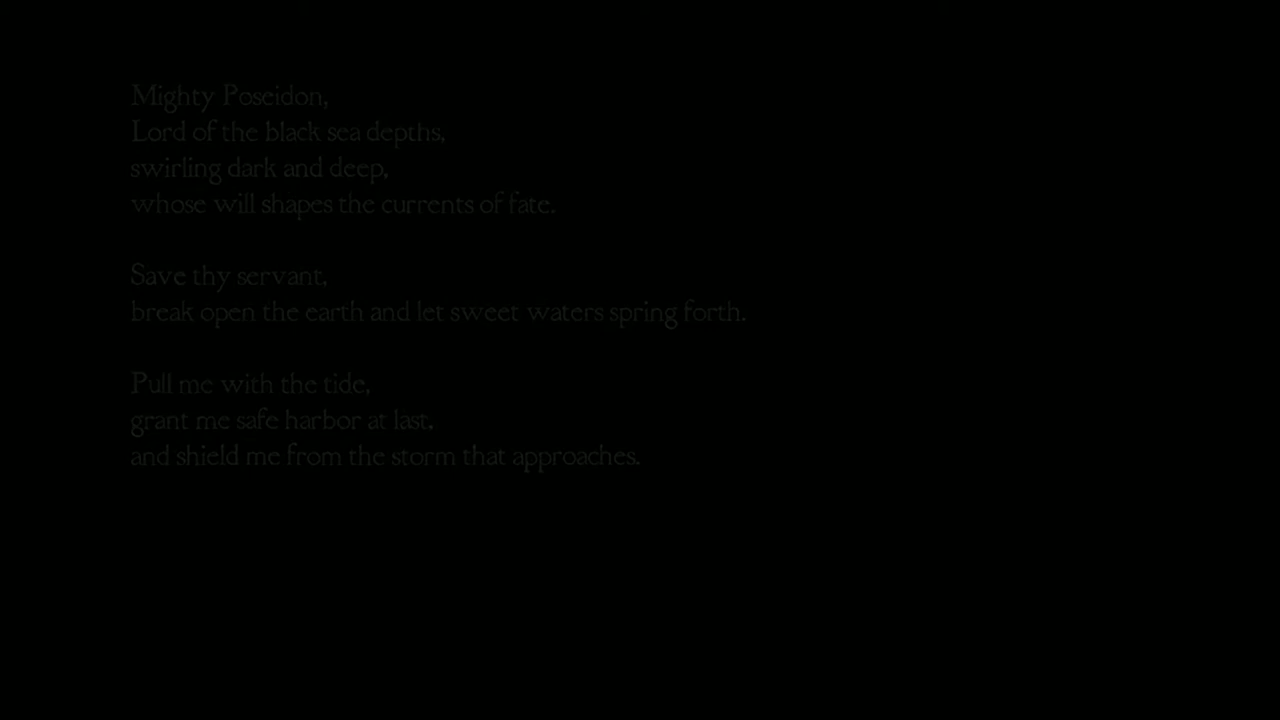 Mighty Poseidon,
Lord of the black sea depths,
swirling dark and deep,
whose will shapes the currents of fate.
Save thy servant,
break open the earth and let sweet waters spring forth.
Pull me with the tide,
grant me safe harbor at last,
and shield me from the storm that approaches.